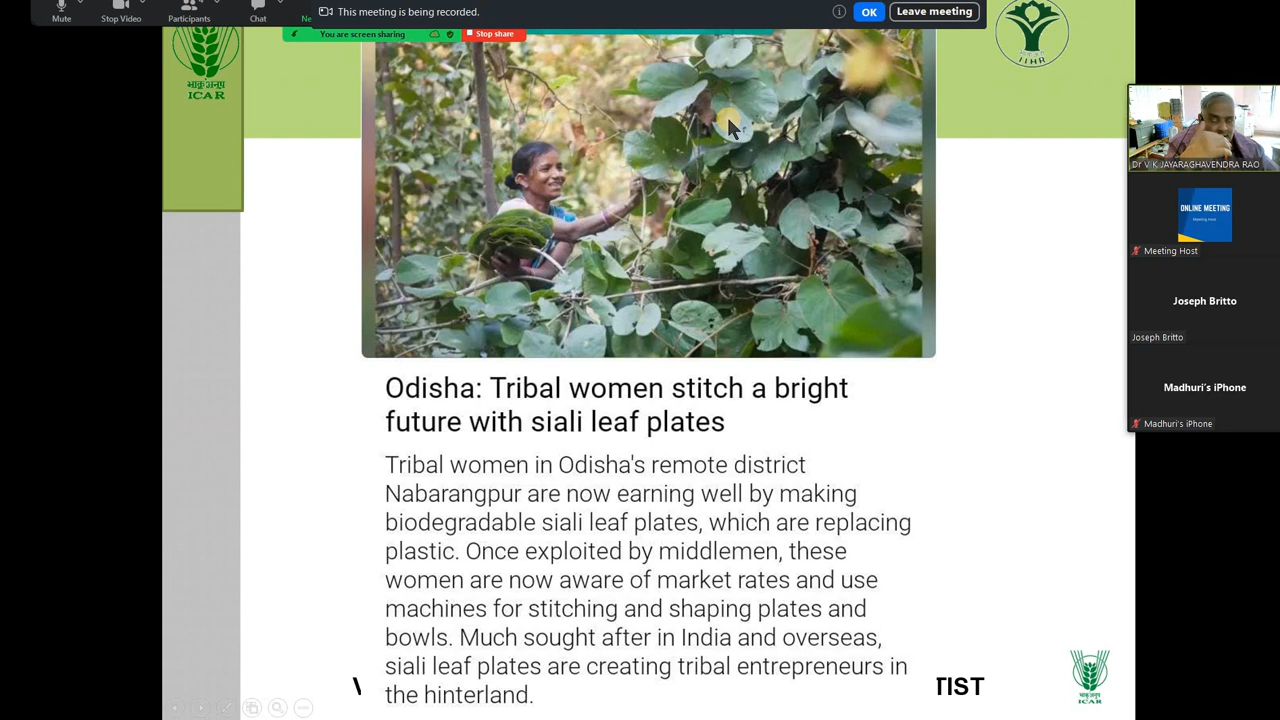 Mute
Stop Video
Participants
4
Chat
This meeting is being recorded.
OK
Leave meeting
You are screen sharing
Stop share
भाकृअनुप
ICAR
IIHR
Dr V K JAYARAGHAVENDRA RAO
ONLINE MEETING
Meeting Host
Meeting Host
Joseph Britto
Joseph Britto
Madhuri's iPhone
Madhuri's iPhone
Odisha: Tribal women stitch a bright
future with siali leaf plates
Tribal women in Odisha's remote district
Nabarangpur are now earning well by making
biodegradable siali leaf plates, which are replacing
plastic. Once exploited by middlemen, these
women are now aware of market rates and use
machines for stitching and shaping plates and
bowls. Much sought after in India and overseas,
siali leaf plates are creating tribal entrepreneurs in
the hinterland.
TIST
ICAR